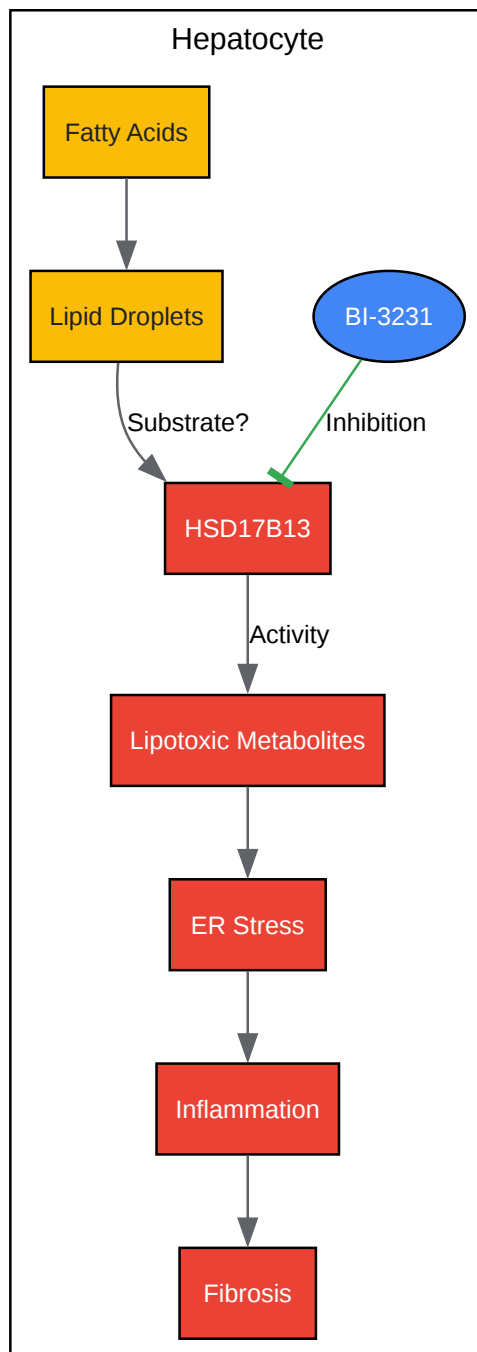 Hepatocyte
Fatty Acids
Lipid Droplets
BI-3231
Substrate?
Inhibition
HSD17B13
Activity
Lipotoxic Metabolites
ER Stress
Inflammation
Fibrosis